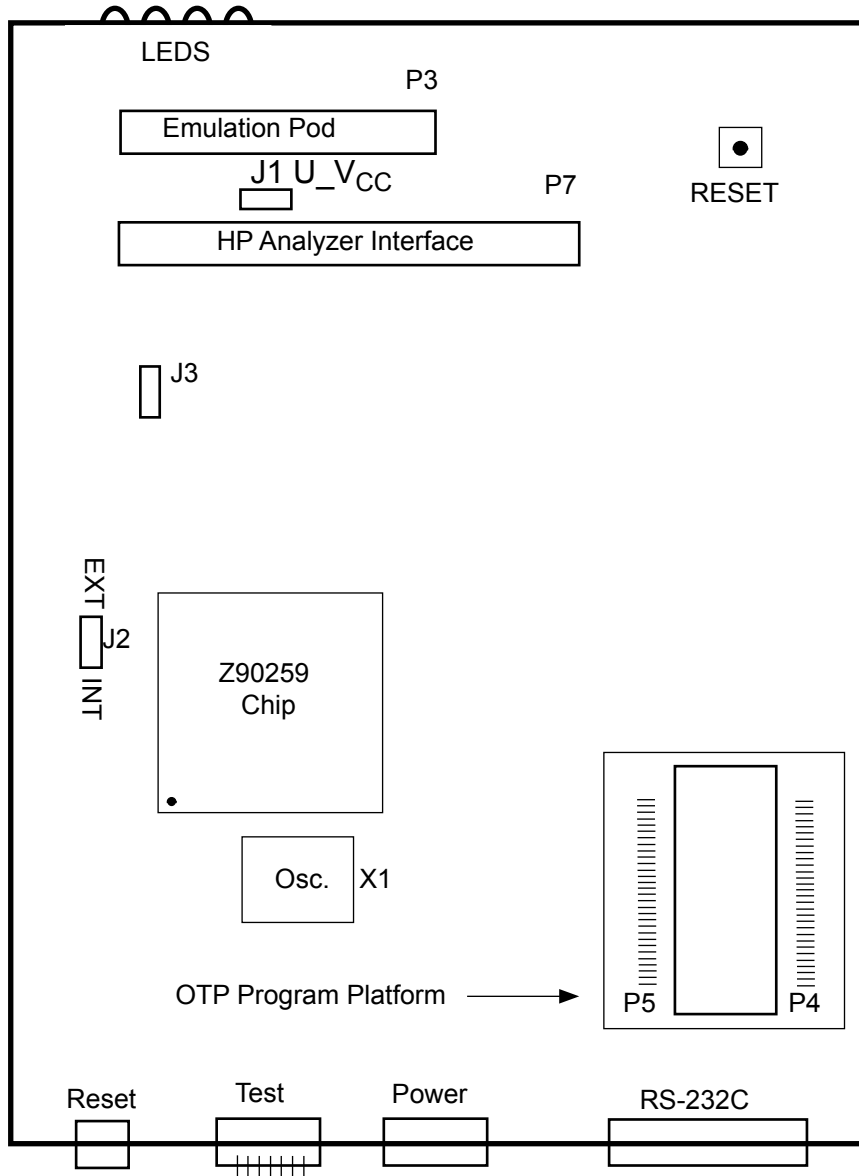 LEDS
P3
Emulation Pod
J1 U_VCC
P7
RESET
HP Analyzer Interface
J3
EXT
J2
INT
Z90259
Chip
Osc.
X1
OTP Program Platform
P5
P4
Reset
Test
Power
RS-232C